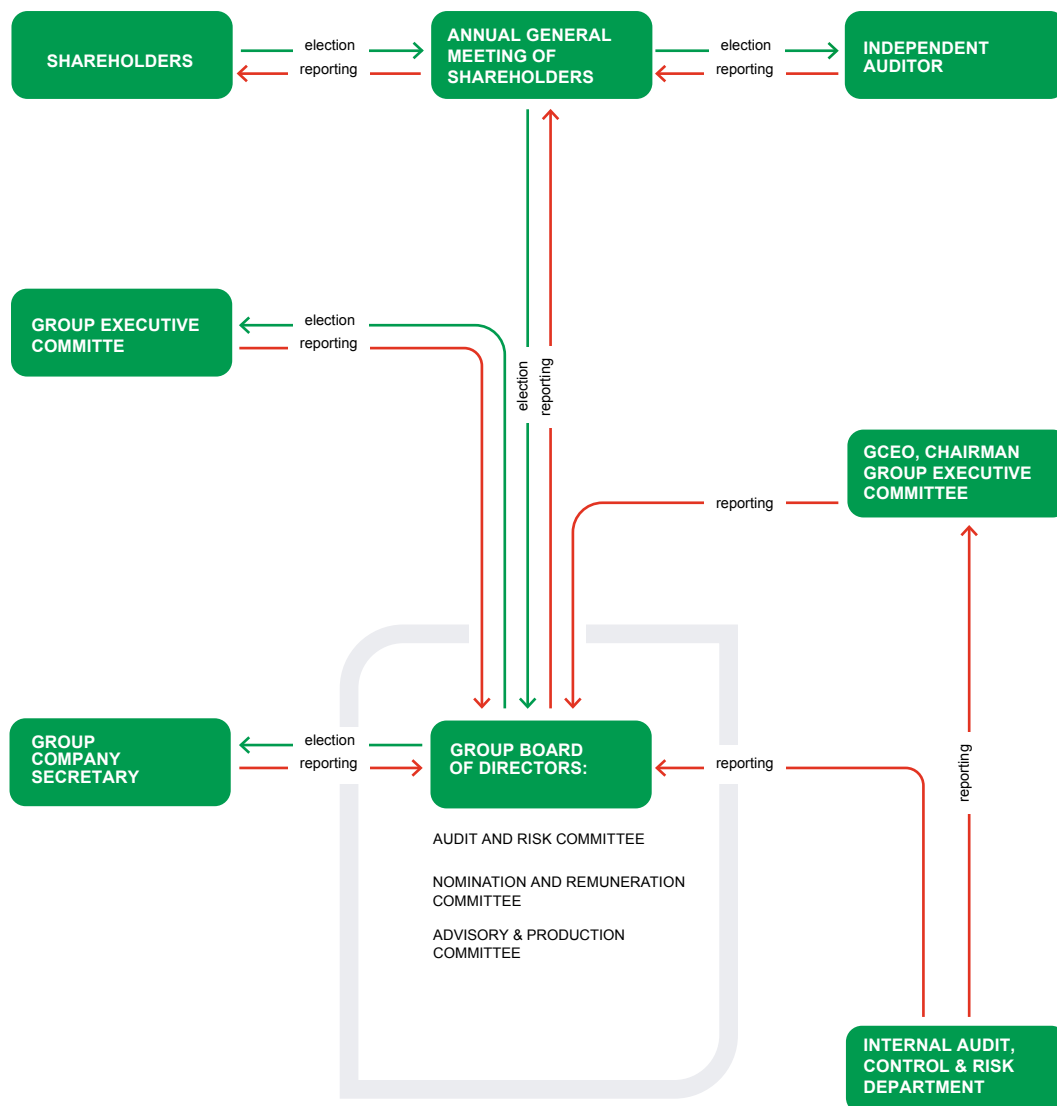 SHAREHOLDERS
election
reporting
ANNUAL GENERAL
MEETING OF
SHAREHOLDERS
election
reporting
INDEPENDENT
AUDITOR
GROUP EXECUTIVE
COMMITTE
election
reporting
election
reporting
GCEO, CHAIRMAN
GROUP EXECUTIVE
COMMITTEE
reporting
GROUP
COMPANY
SECRETARY
election
reporting
GROUP BOARD
OF DIRECTORS:
reporting
reporting
AUDIT AND RISK COMMITTEE
NOMINATION AND REMUNERATION
COMMITTEE
ADVISORY & PRODUCTION
COMMITTEE
INTERNAL AUDIT,
CONTROL & RISK
DEPARTMENT